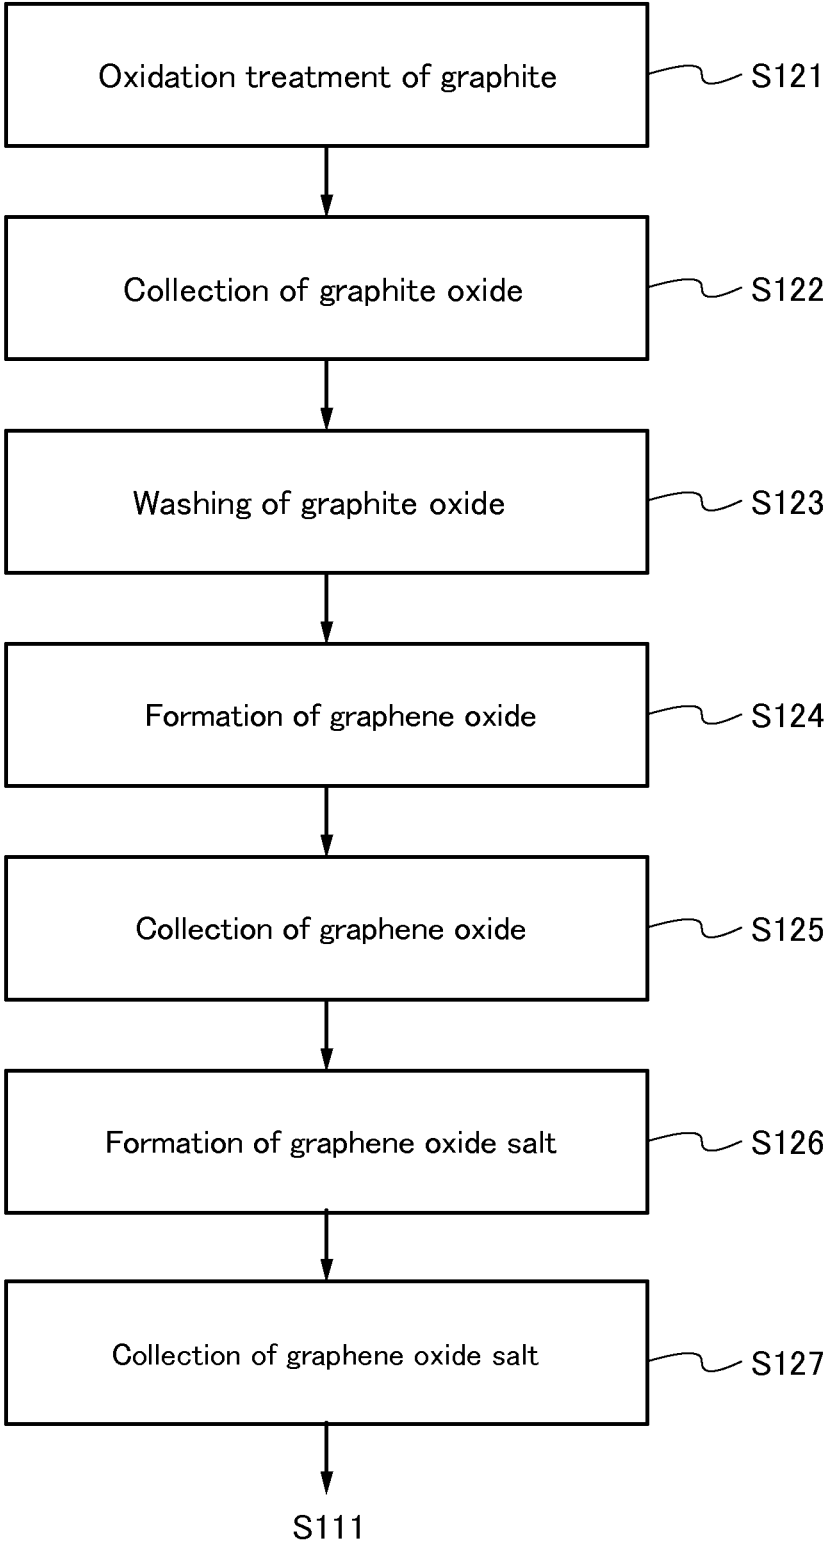 Oxidation treatment of graphite
S121
Collection of graphite oxide
S122
Washing of graphite oxide
S123
Formation of graphene oxide
S124
Collection of graphene oxide
S125
Formation of graphene oxide salt
S126
Collection of graphene oxide salt
S127
S111